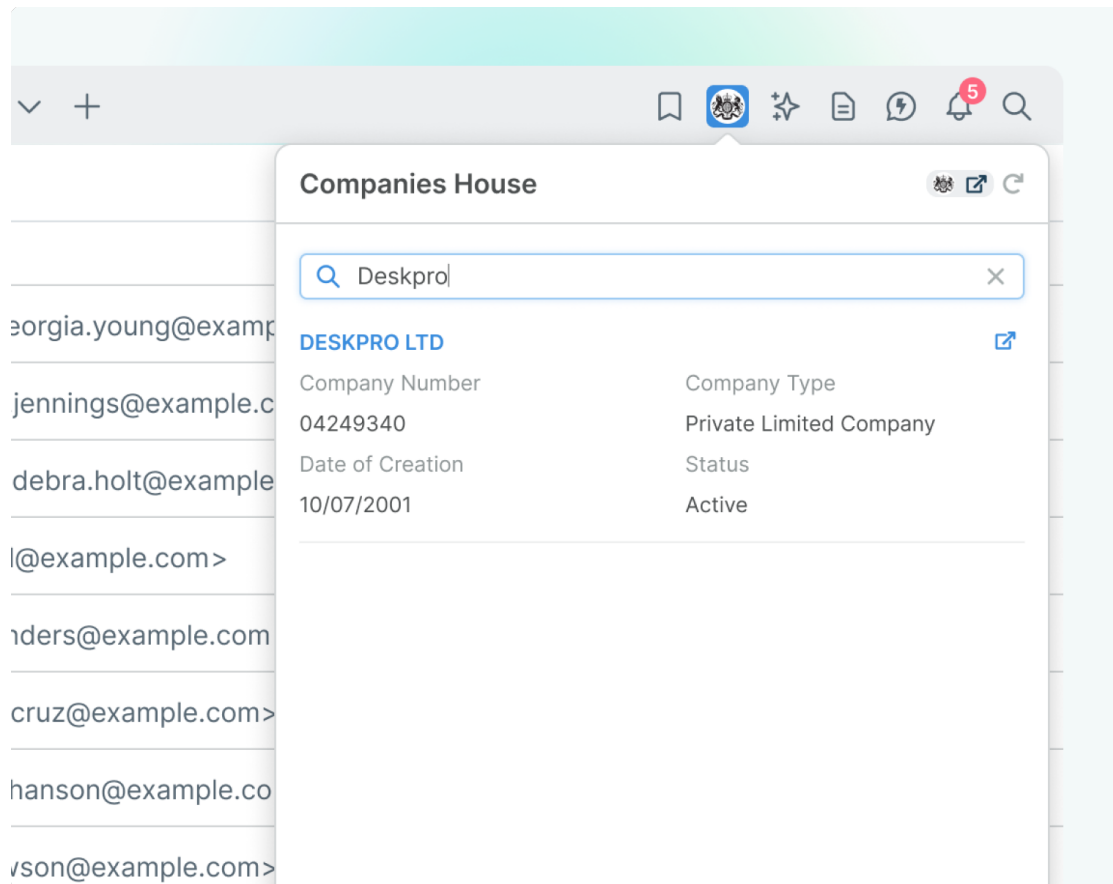 5
Companies House
Deskpro
DESKPRO LTD
Company Number Company Type
04249340 Private Limited Company
Date of Creation Status
10/07/2001 Active
eorgia.young@examp
jennings@example.c
debra.holt@example
l@example.com>
nders@example.com
cruz@example.com>
hanson@example.co
wson@example.com>